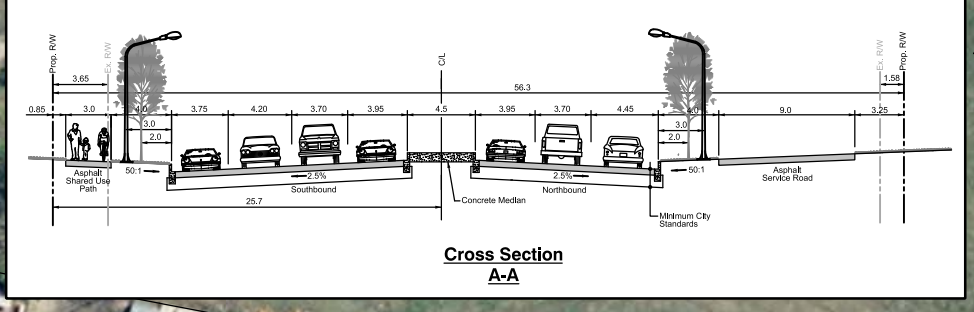 Prop. R/W
Ex. R/W
C/L
Ex. R/W
Prop. R/W
3.65
1.58
56.3
0.85
3.0
4.0
3.75
4.20
3.70
3.95
4.5
3.95
3.70
4.45
4.0
9.0
3.25
3.0
2.0
3.0
2.0
Asphalt
Shared Use
Path
50:1
2.5%
Southbound
2.5%
Northbound
50:1
Asphalt
Service Road
25.7
Concrete Median
Minimum City
Standards
Cross Section
A-A